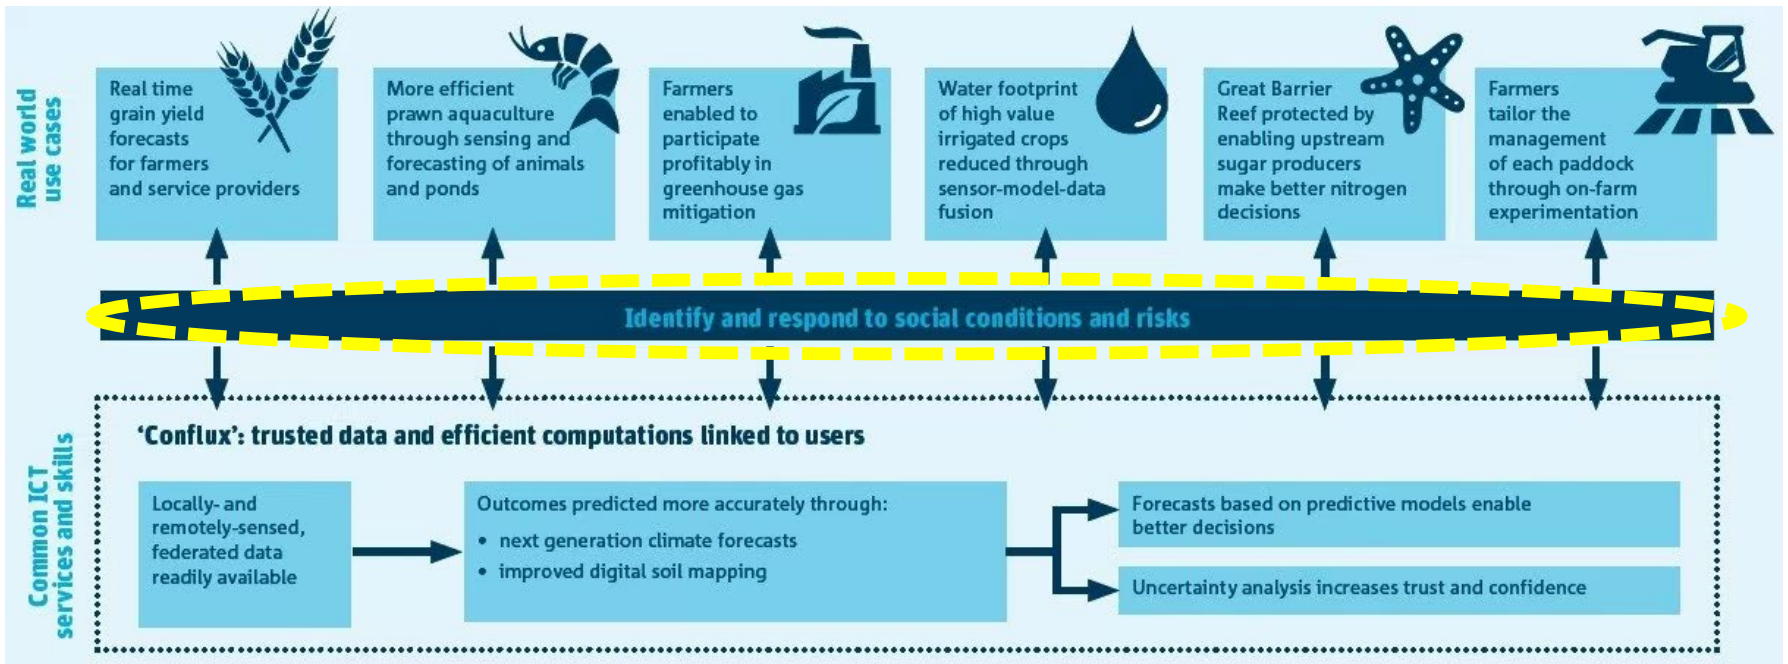 Real world
use cases
Real time
grain yield
forecasts
for farmers
and service providers
More efficient
prawn aquaculture
through sensing and
forecasting of animals
and ponds
Farmers
enabled to
participate
profitably in
greenhouse gas
mitigation
Water footprint
of high value
irrigated crops
reduced through
sensor-model-data
fusion
Great Barrier
Reef protected by
enabling upstream
sugar producers
make better nitrogen
decisions
Farmers
tailor the
management
of each paddock
through on-farm
experimentation
Identify and respond to social conditions and risks
Common ICT
services and skills
‘Conflux’: trusted data and efficient computations linked to users
Locally- and
remotely-sensed,
federated data
readily available
Outcomes predicted more accurately through:
• next generation climate forecasts
• improved digital soil mapping
Forecasts based on predictive models enable
better decisions
Uncertainty analysis increases trust and confidence